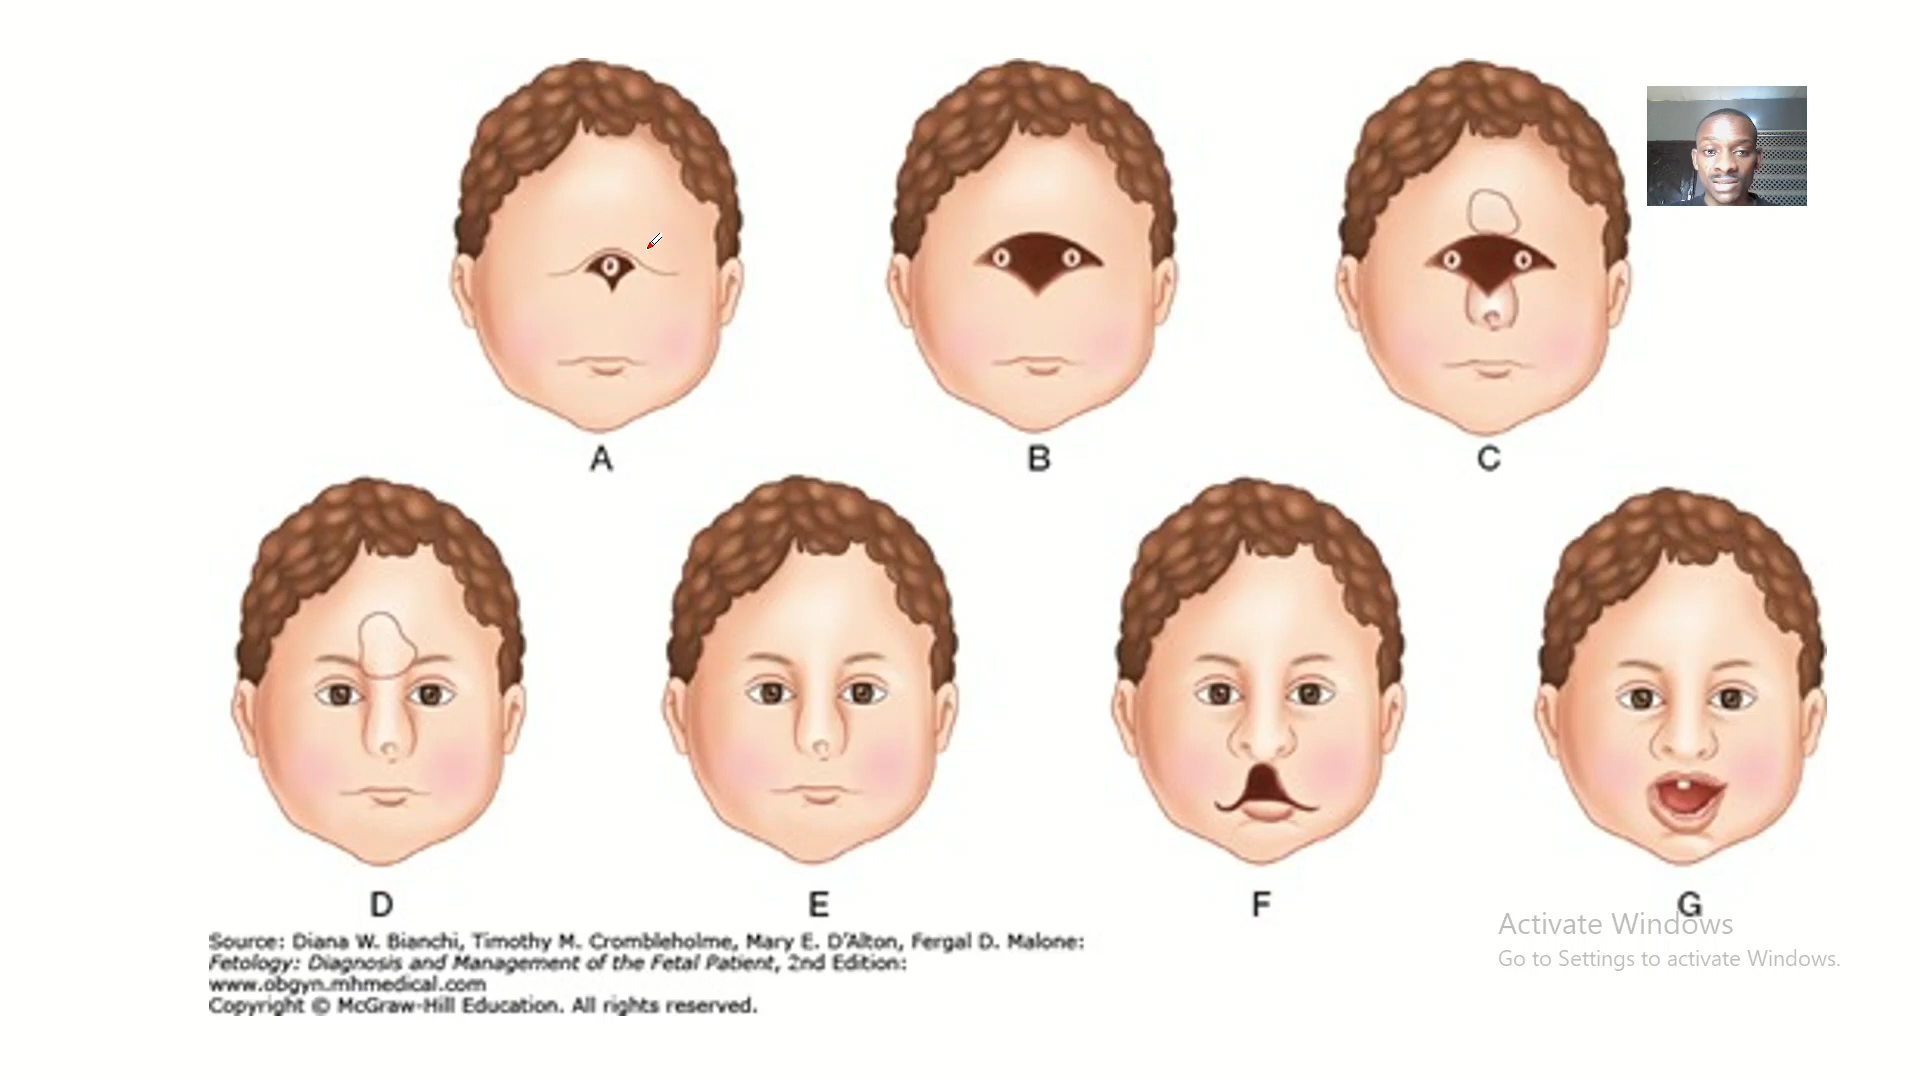 A
B
C
D
E
F
G
Source: Diana W. Bianchi, Timothy M. Crombleholme, Mary E. D'Alton, Fergal D. Malone:
Fetology: Diagnosis and Management of the Fetal Patient, 2nd Edition:
www.obgyn.mhmedical.com
Copyright © McGraw-Hill Education. All rights reserved.
Activate Windows
Go to Settings to activate Windows.